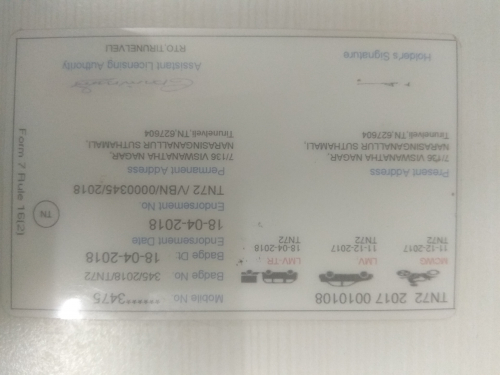 TN72 2017 0010108
Mobile No. ******3475
MCWG
11-12-2017
TN72
LMV
11-12-2017
TN72
LMV-TR
18-04-2018
TN72
Badge No. 345/2018/TN72
Badge Dt. 18-04-2018
Endorsement Date
18-04-2018
Endorsement No
TN72 /VBN/0000345/2018
Present Address
7/136 VISWANATHA NAGAR,
NARASINGANALLUR SUTHAMALI,
Tirunelveli,TN,627604
Permanent Address
7/136 VISWANATHA NAGAR,
NARASINGANALLUR SUTHAMALI,
Tirunelveli,TN,627604
Holder's Signature
Assistant Licensing Authority
RTO,TIRUNELVELI
TN
Form 7 Rule 16(2)